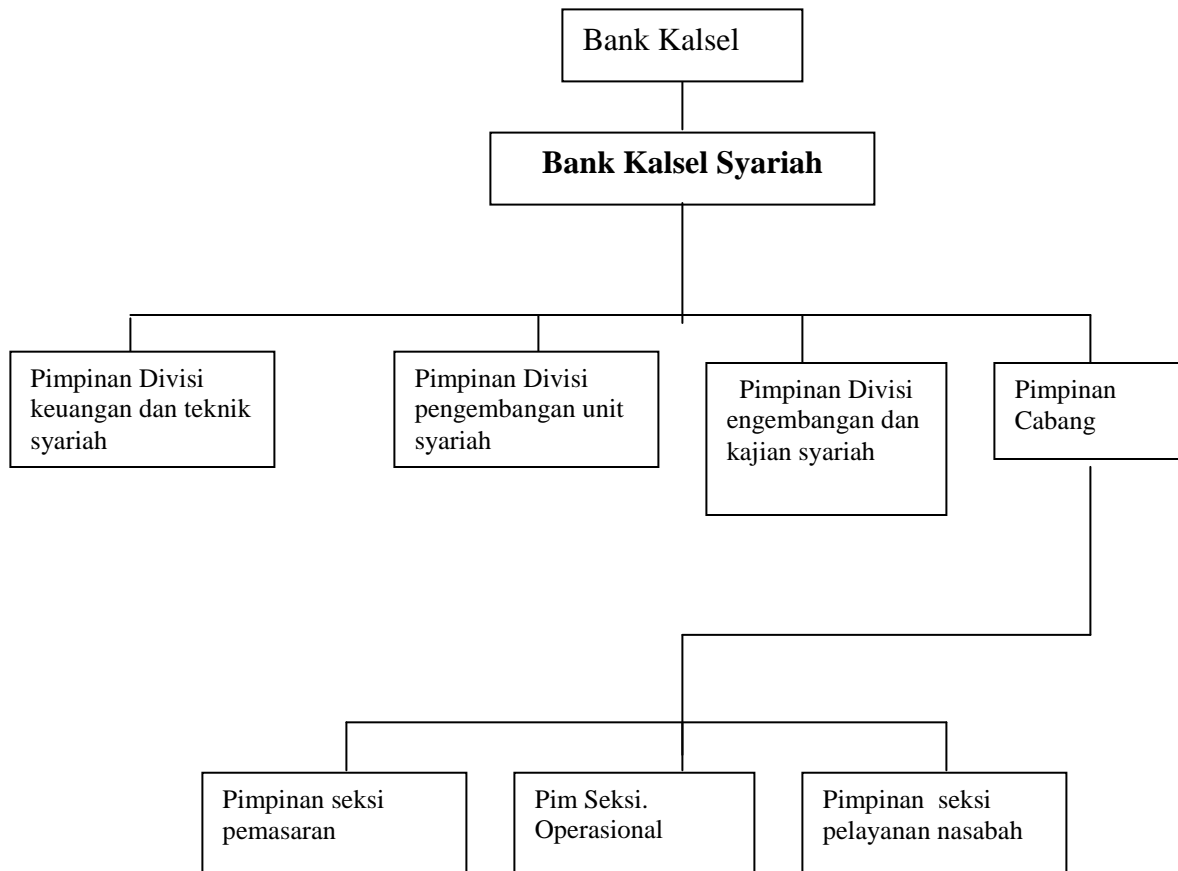 Bank Kalsel
Bank Kalsel Syariah
Pimpinan Divisi
keuangan dan teknik
syariah
Pimpinan Divisi
pengembangan unit
syariah
Pimpinan Divisi
engembangan dan
kajian syariah
Pimpinan
Cabang
Pimpinan seksi
pemasaran
Pim Seksi.
Operasional
Pimpinan seksi
pelayanan nasabah